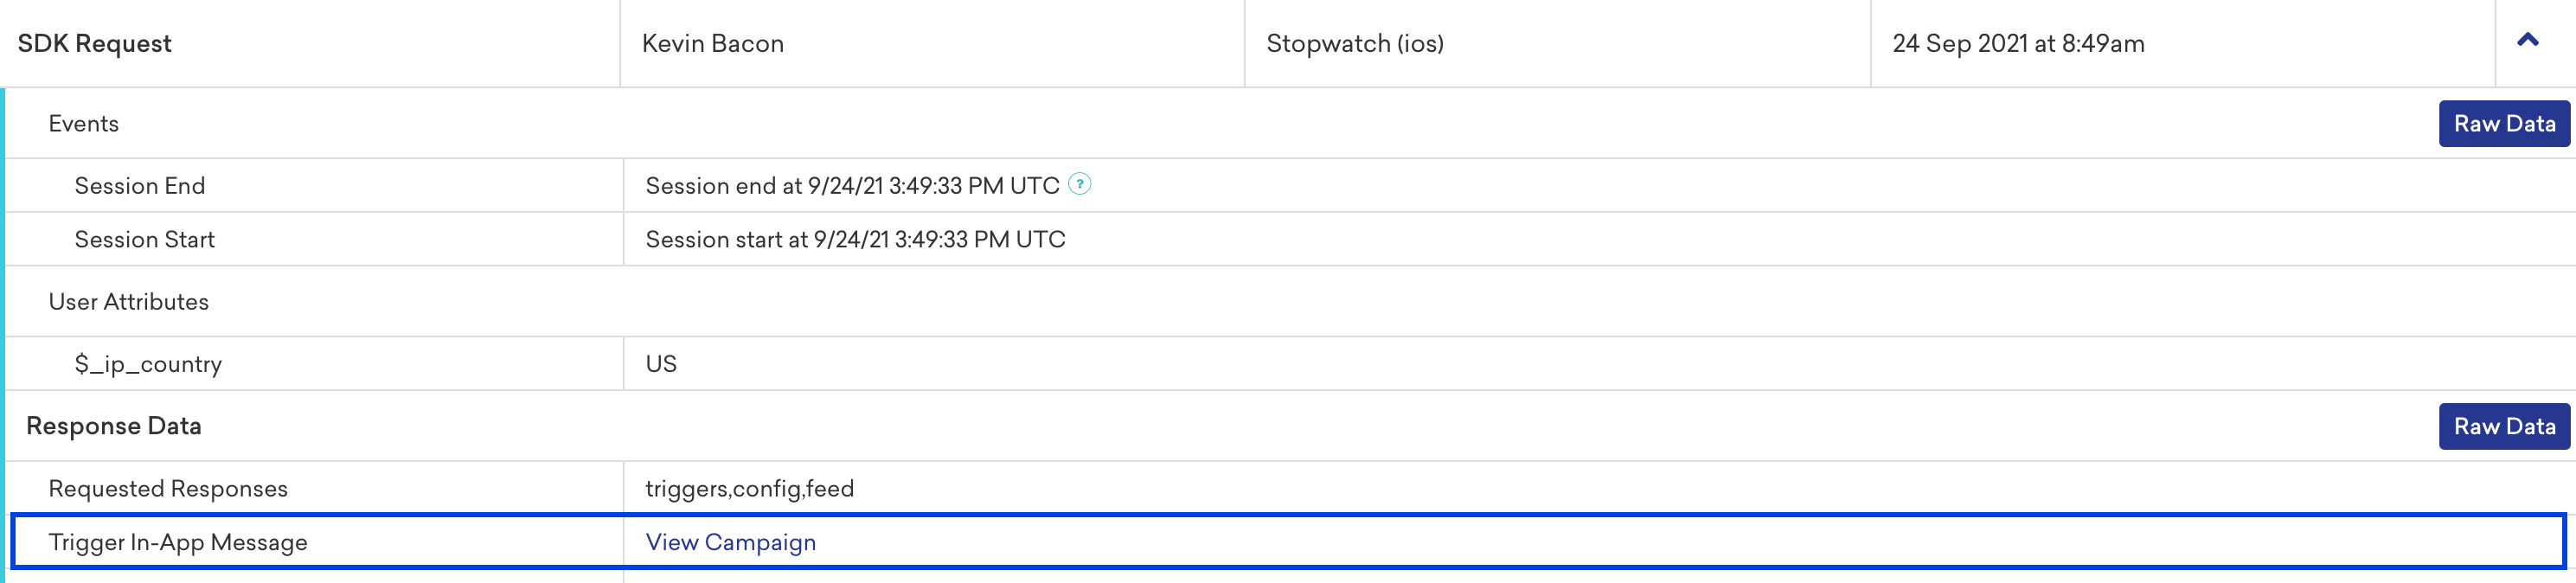 SDK Request Kevin Bacon Stopwatch (ios) 24 Sep 2021 at 8:49am
Events Raw Data
Session End Session end at 9/24/21 3:49:33 PM UTC ?
Session Start Session start at 9/24/21 3:49:33 PM UTC
User Attributes
$_ip_country US
Response Data Raw Data
Requested Responses triggers,config,feed
Trigger In-App Message View Campaign